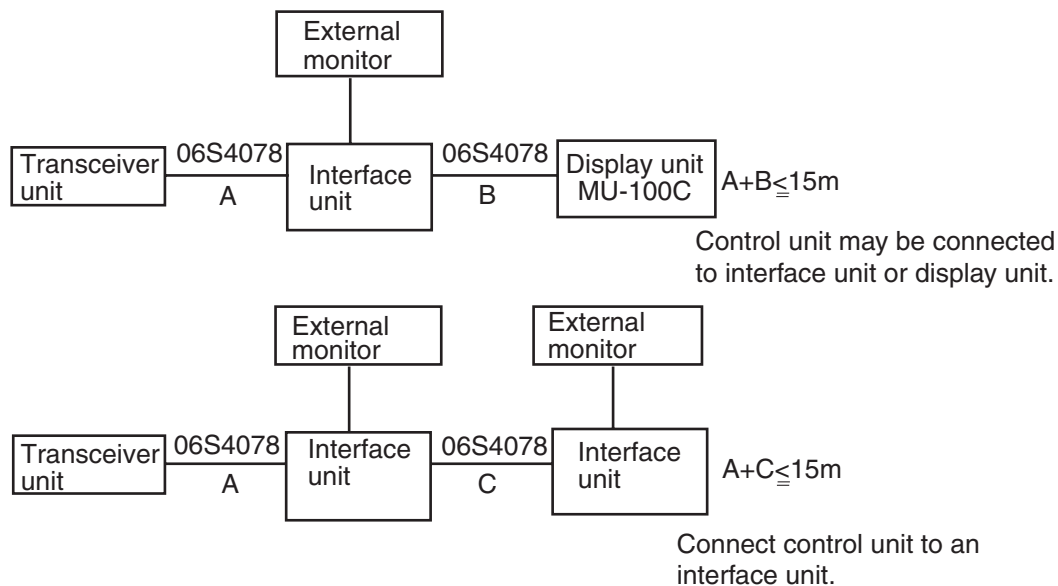 External
monitor
Transceiver
unit
06S4078
A
Interface
unit
06S4078
B
Display unit
MU-100C
A+B≦15m
Control unit may be connected
to interface unit or display unit.
External
monitor
External
monitor
Transceiver
unit
06S4078
A
Interface
unit
06S4078
C
Interface
unit
A+C≦15m
Connect control unit to an
interface unit.